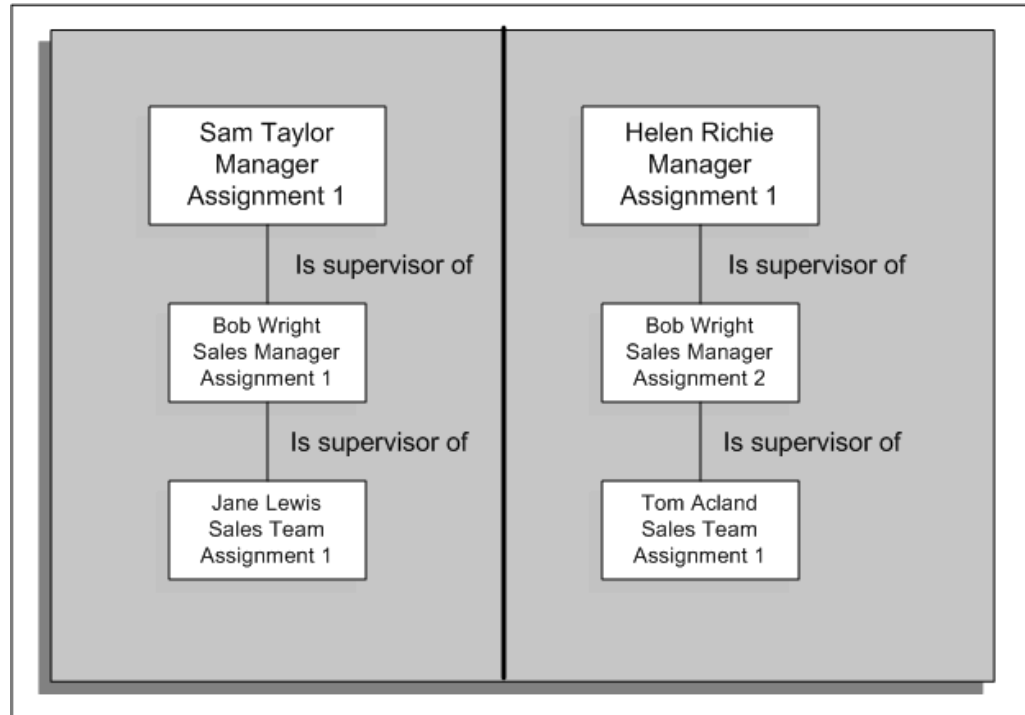 Sam Taylor
Manager
Assignment 1
Is supervisor of
Bob Wright
Sales Manager
Assignment 1
Is supervisor of
Jane Lewis
Sales Team
Assignment 1
Helen Richie
Manager
Assignment 1
Is supervisor of
Bob Wright
Sales Manager
Assignment 2
Is supervisor of
Tom Acland
Sales Team
Assignment 1